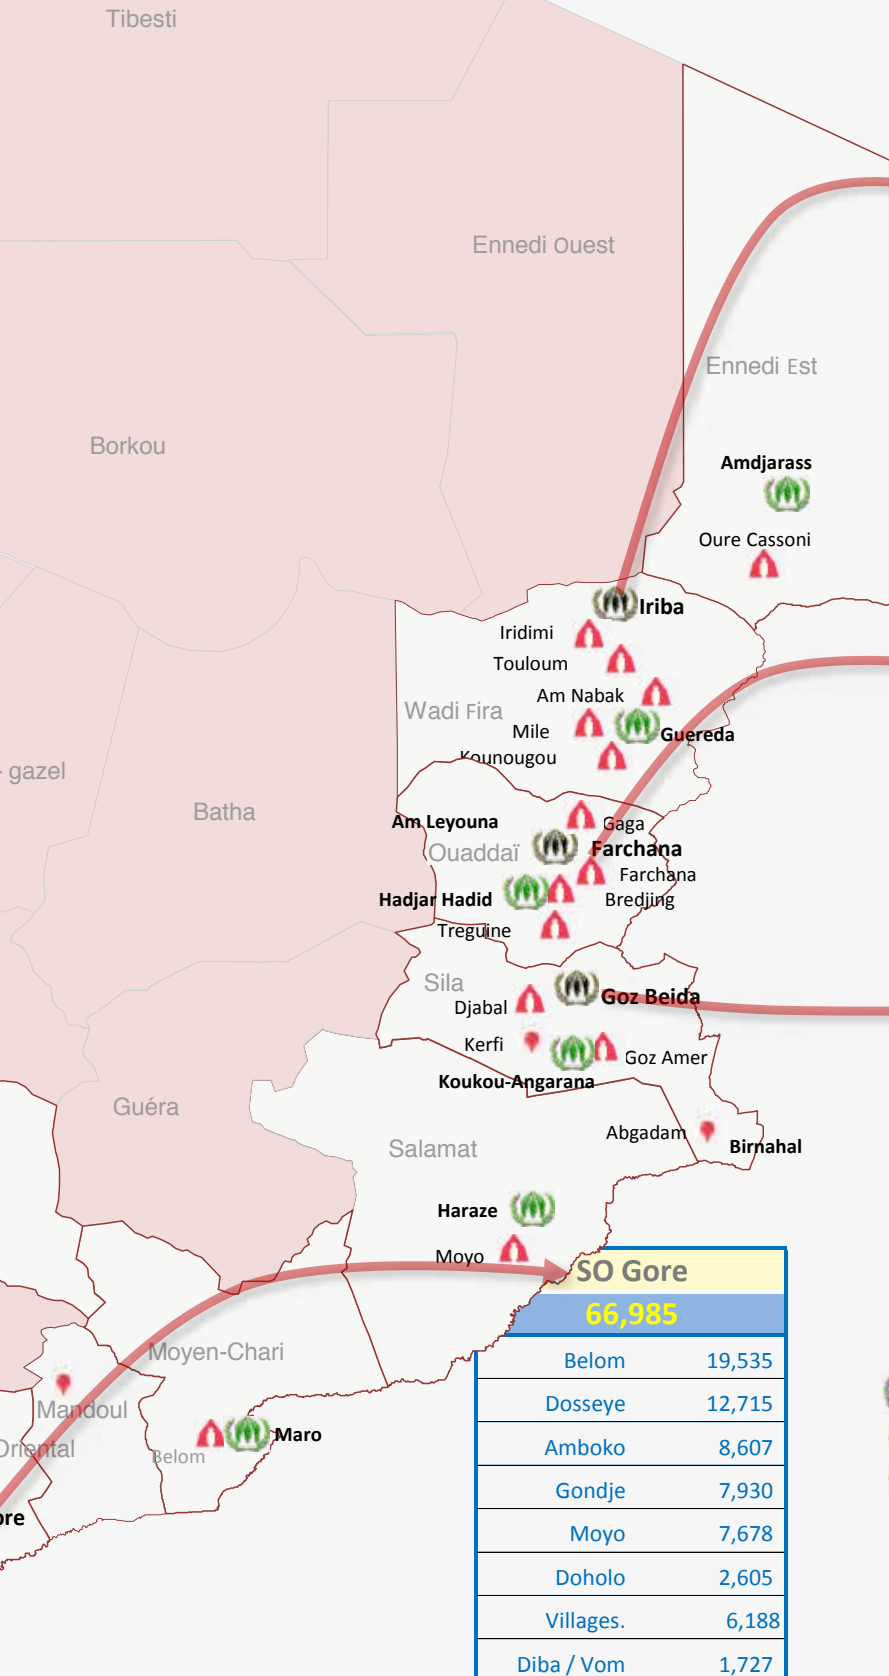 Tibesti
Ennedi Ouest
Ennedi Est
Borkou
Amdjarass
Oure Cassoni
Iriba
Iridimi
Touloum
Am Nabak
Wadi Fira
Mile
Guereda
Kounougou
gazel
Batha
Am Leyouna
Gaga
Ouaddaï
Farchana
Farchana
Hadjar Hadid
Bredjing
Treguine
Sila
Goz Beida
Djabal
Kerfi
Goz Amer
Koukou-Angarana
Guéra
Abgadam
Birnahal
Salamat
Haraze
Moyo
SO Gore
66,985
Moyen-Chari
Belom 19,535
Mandoul
Dosseye 12,715
Maro
Oriental
Belom
Amboko 8,607
Gondje 7,930
ore
Moyo 7,678
Doholo 2,605
Villages. 6,188
Diba / Vom 1,727